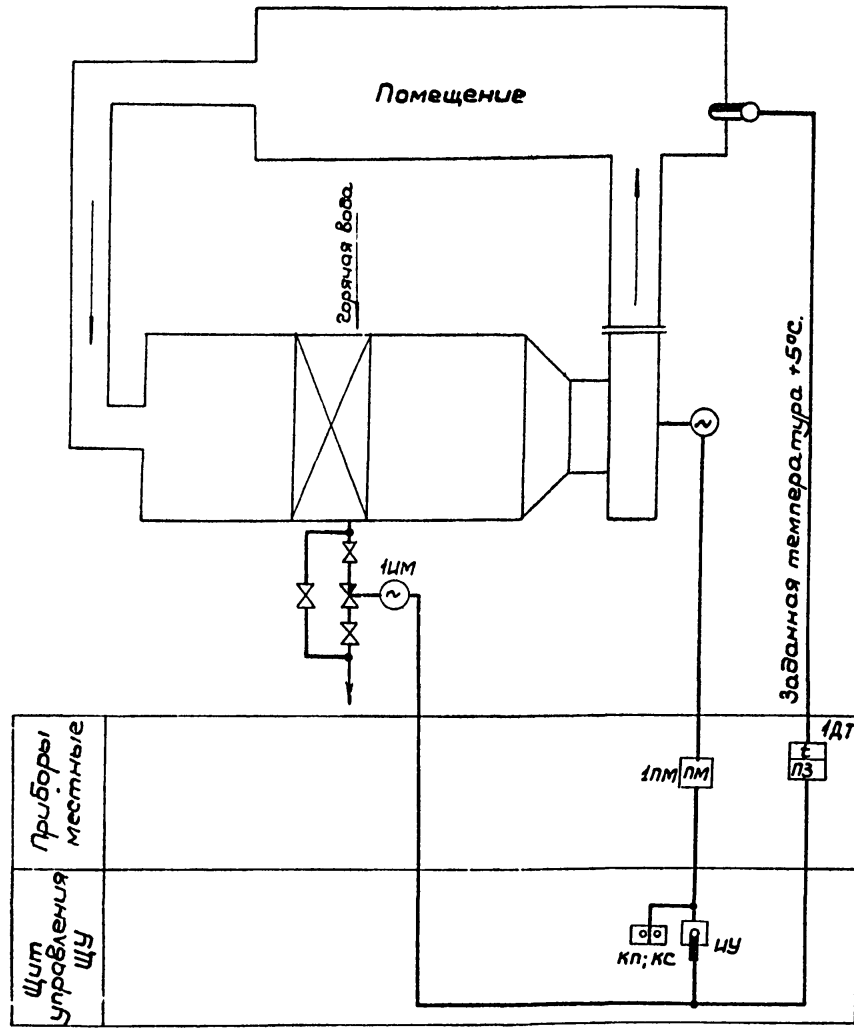 Помещение
Горячая вода
Заданная температура +5°С.
1ИМ
Приборы
местные
1ПМ
ПМ
1ДТ
t
ПЗ
Щит
управления
ЩУ
КП; КС
ИУ